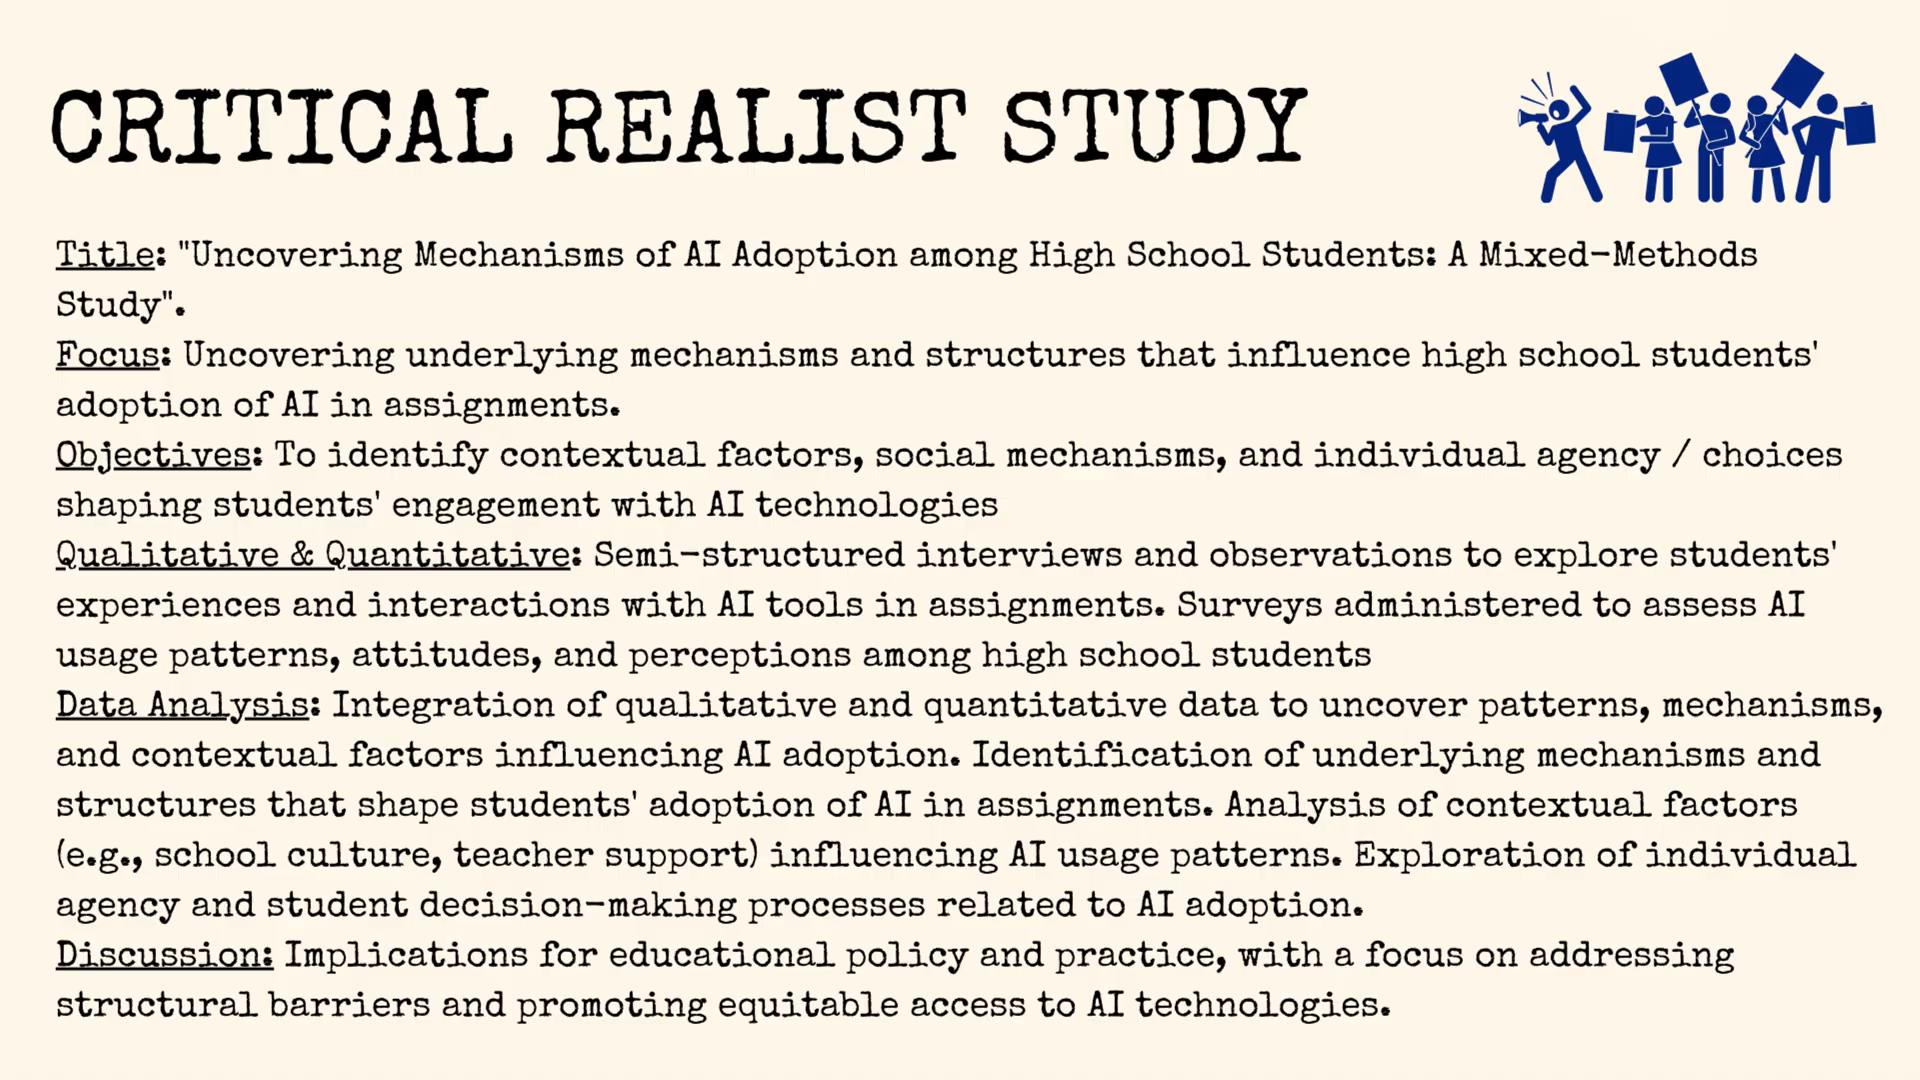 CRITICAL REALIST STUDY
Title: "Uncovering Mechanisms of AI Adoption among High School Students: A Mixed-Methods
Study".
Focus: Uncovering underlying mechanisms and structures that influence high school students'
adoption of AI in assignments.
Objectives: To identify contextual factors, social mechanisms, and individual agency / choices
shaping students' engagement with AI technologies
Qualitative & Quantitative: Semi-structured interviews and observations to explore students'
experiences and interactions with AI tools in assignments. Surveys administered to assess AI
usage patterns, attitudes, and perceptions among high school students
Data Analysis: Integration of qualitative and quantitative data to uncover patterns, mechanisms,
and contextual factors influencing AI adoption. Identification of underlying mechanisms and
structures that shape students' adoption of AI in assignments. Analysis of contextual factors
(e.g., school culture, teacher support) influencing AI usage patterns. Exploration of individual
agency and student decision-making processes related to AI adoption.
Discussion: Implications for educational policy and practice, with a focus on addressing
structural barriers and promoting equitable access to AI technologies.